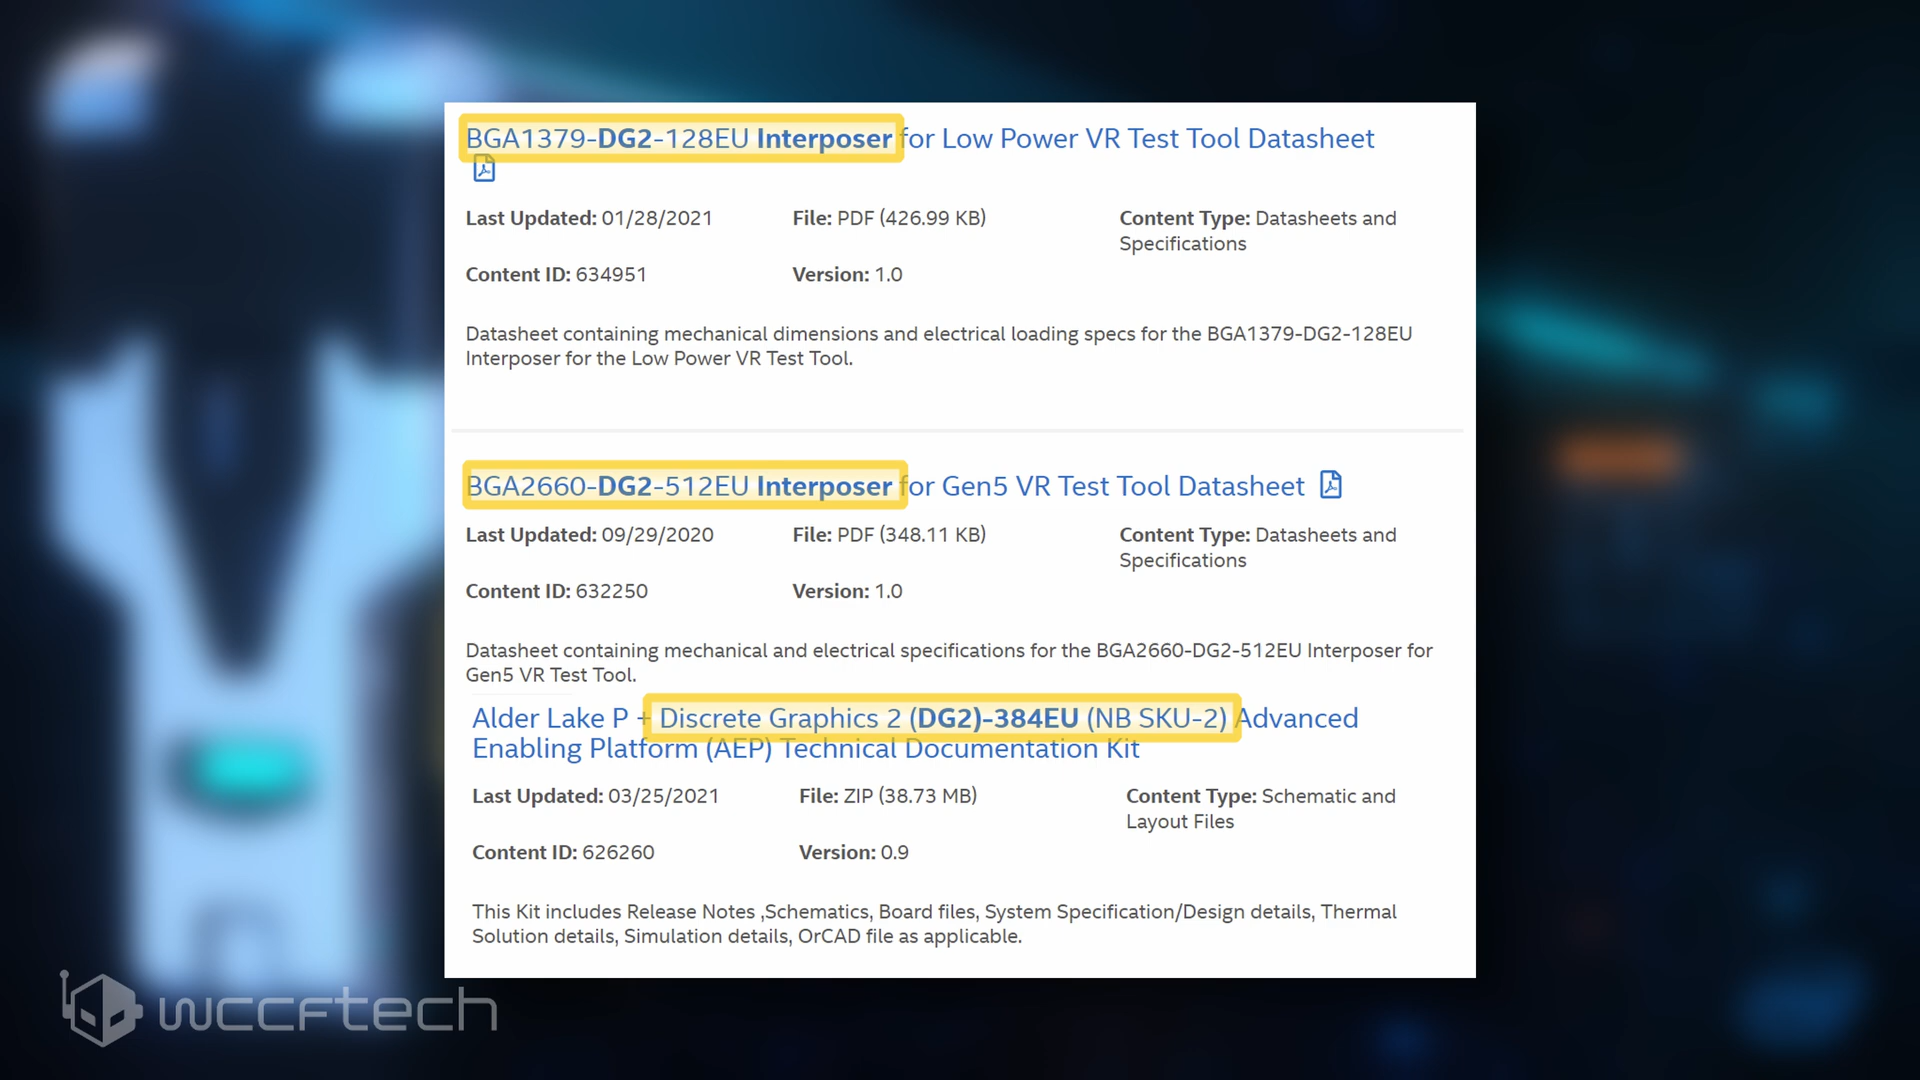 BGA1379-DG2-128EU Interposer for Low Power VR Test Tool Datasheet
Last Updated: 01/28/2021 File: PDF (426.99 KB) Content Type: Datasheets and
Specifications
Content ID: 634951 Version: 1.0
Datasheet containing mechanical dimensions and electrical loading specs for the BGA1379-DG2-128EU
Interposer for the Low Power VR Test Tool.
BGA2660-DG2-512EU Interposer for Gen5 VR Test Tool Datasheet
Last Updated: 09/29/2020 File: PDF (348.11 KB) Content Type: Datasheets and
Specifications
Content ID: 632250 Version: 1.0
Datasheet containing mechanical and electrical specifications for the BGA2660-DG2-512EU Interposer for
Gen5 VR Test Tool.
Alder Lake P + Discrete Graphics 2 (DG2)-384EU (NB SKU-2) Advanced
Enabling Platform (AEP) Technical Documentation Kit
Last Updated: 03/25/2021 File: ZIP (38.73 MB) Content Type: Schematic and
Layout Files
Content ID: 626260 Version: 0.9
This Kit includes Release Notes ,Schematics, Board files, System Specification/Design details, Thermal
Solution details, Simulation details, OrCAD file as applicable.
wccftech